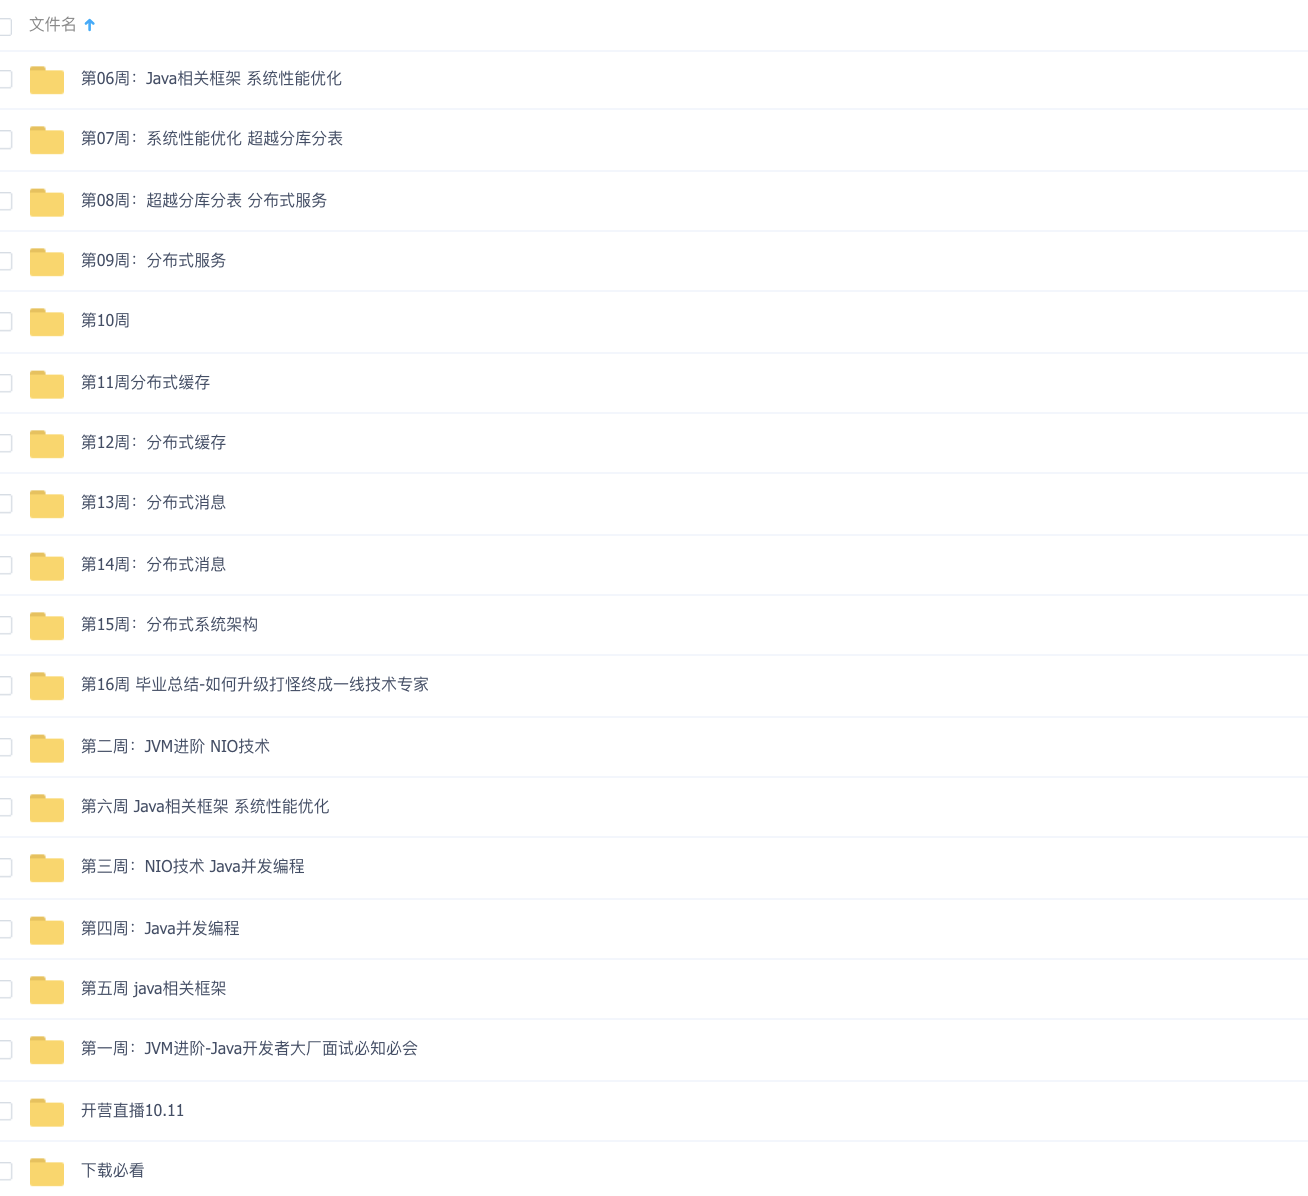 文件名
第06周：Java相关框架 系统性能优化
第07周：系统性能优化 超越分库分表
第08周：超越分库分表 分布式服务
第09周：分布式服务
第10周
第11周分布式缓存
第12周：分布式缓存
第13周：分布式消息
第14周：分布式消息
第15周：分布式系统架构
第16周 毕业总结-如何升级打怪终成一线技术专家
第二周：JVM进阶 NIO技术
第六周 Java相关框架 系统性能优化
第三周：NIO技术 Java并发编程
第四周：Java并发编程
第五周 java相关框架
第一周：JVM进阶-Java开发者大厂面试必知必会
开营直播10.11
下载必看